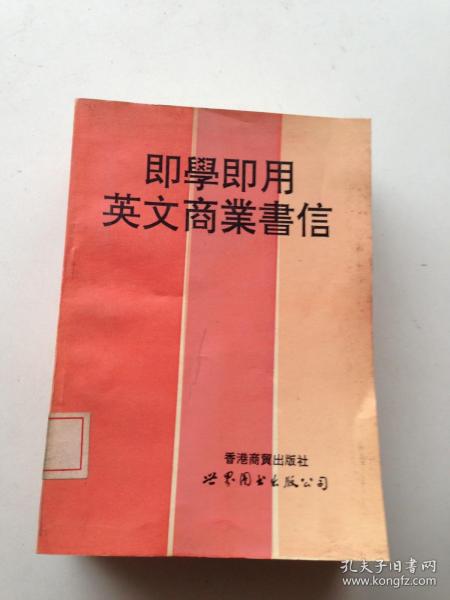 即學即用
英文商業書信
香港商貿出版社
世界图书出版公司
孔夫子旧书网
www.kongfz.com